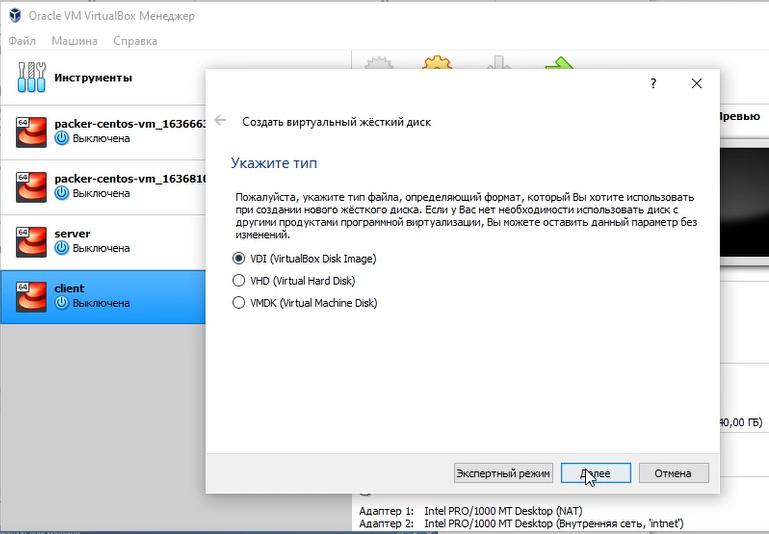 Oracle VM VirtualBox Менеджер
Файл Машина Справка
Инструменты
64
packer-centos-vm_163666
Выключена
64
packer-centos-vm_1636810
Выключена
64
server
Выключена
64
client
Выключена
?
Создать виртуальный жёсткий диск
Укажите тип
Пожалуйста, укажите тип файла, определяющий формат, который Вы хотите использовать
при создании нового жёсткого диска. Если у Вас нет необходимости использовать диск с
другими продуктами программной виртуализации, Вы можете оставить данный параметр без
изменений.
VDI (VirtualBox Disk Image)
VHD (Virtual Hard Disk)
VMDK (Virtual Machine Disk)
Экспертный режим Далее Отмена
Превью
40,00 ГБ)
Адаптер 1: Intel PRO/1000 MT Desktop (NAT)
Адаптер 2: Intel PRO/1000 MT Desktop (Внутренняя сеть, 'intnet')